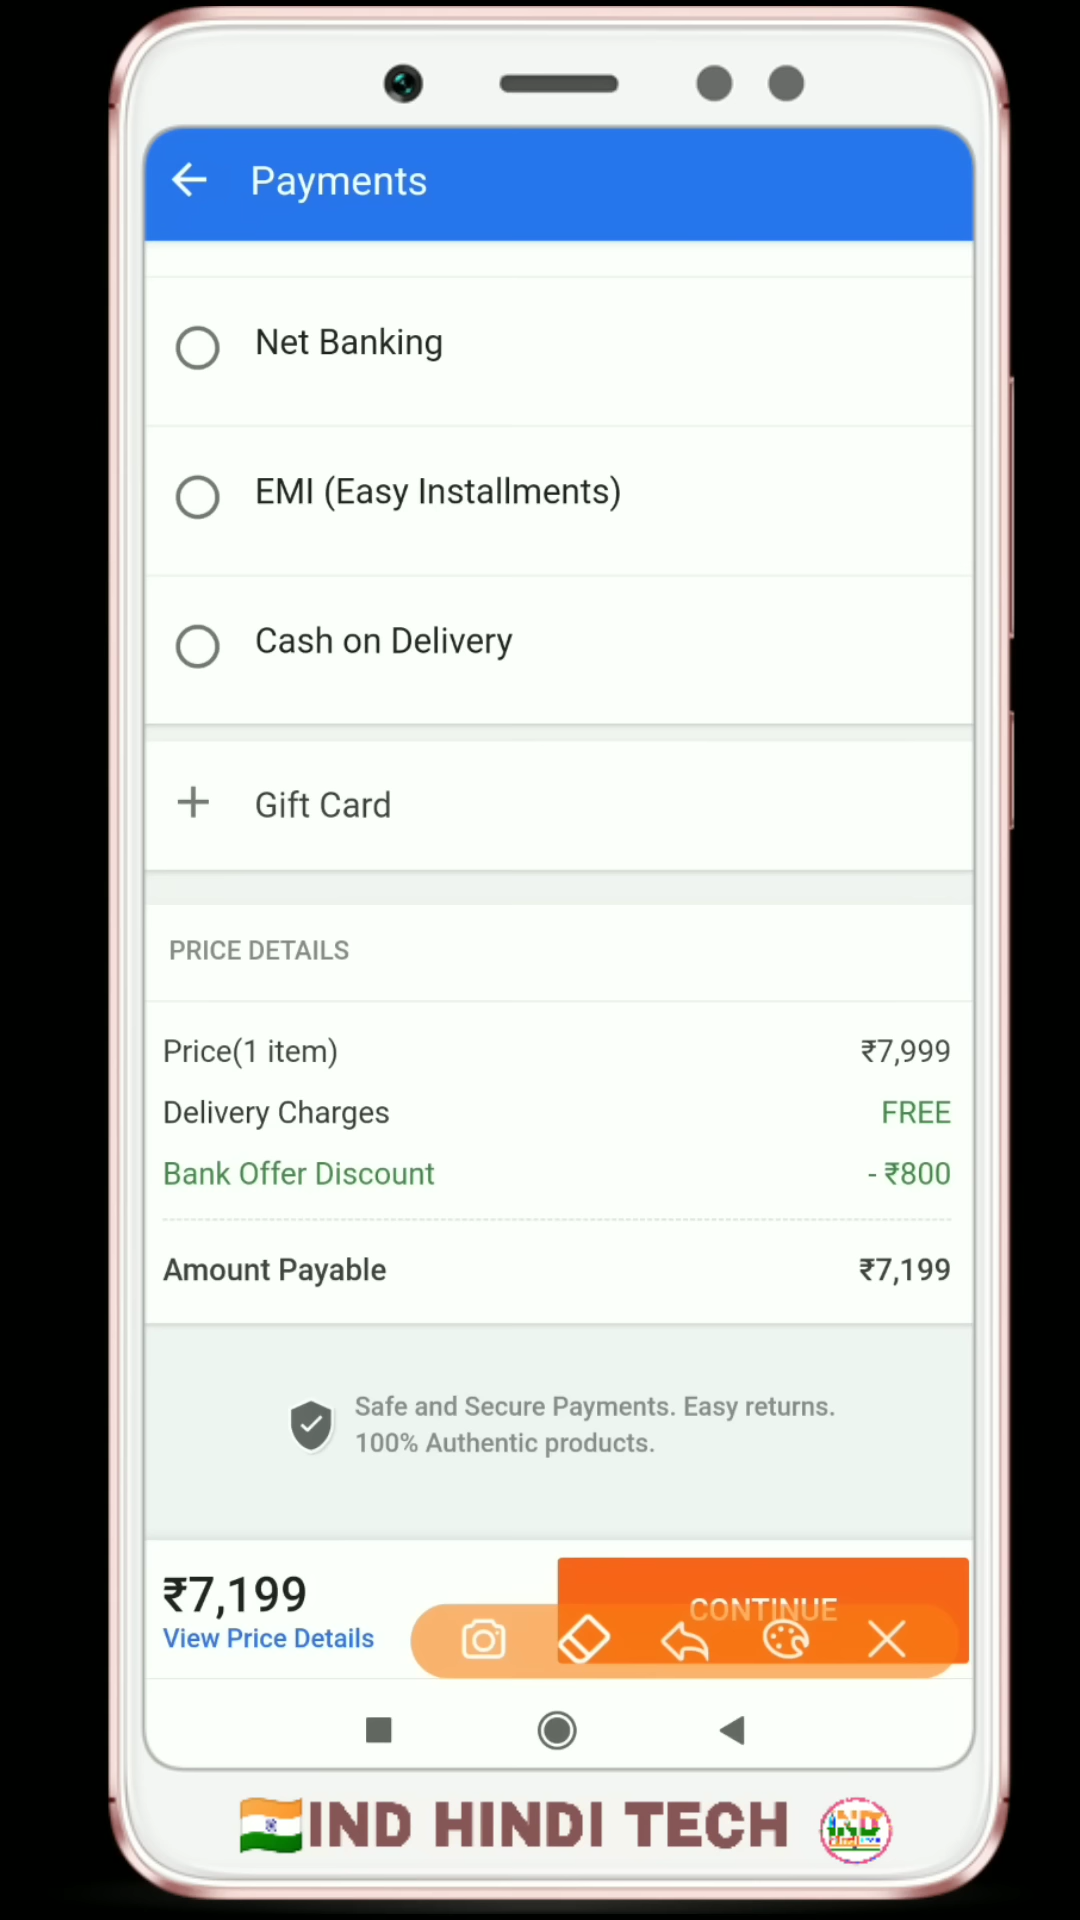 Payments
Net Banking
EMI (Easy Installments)
Cash on Delivery
Gift Card
PRICE DETAILS
Price(1 item) ₹7,999
Delivery Charges FREE
Bank Offer Discount - ₹800
Amount Payable ₹7,199
Safe and Secure Payments. Easy returns.
100% Authentic products.
₹7,199
CONTINUE
View Price Details
IND HINDI TECH
IND